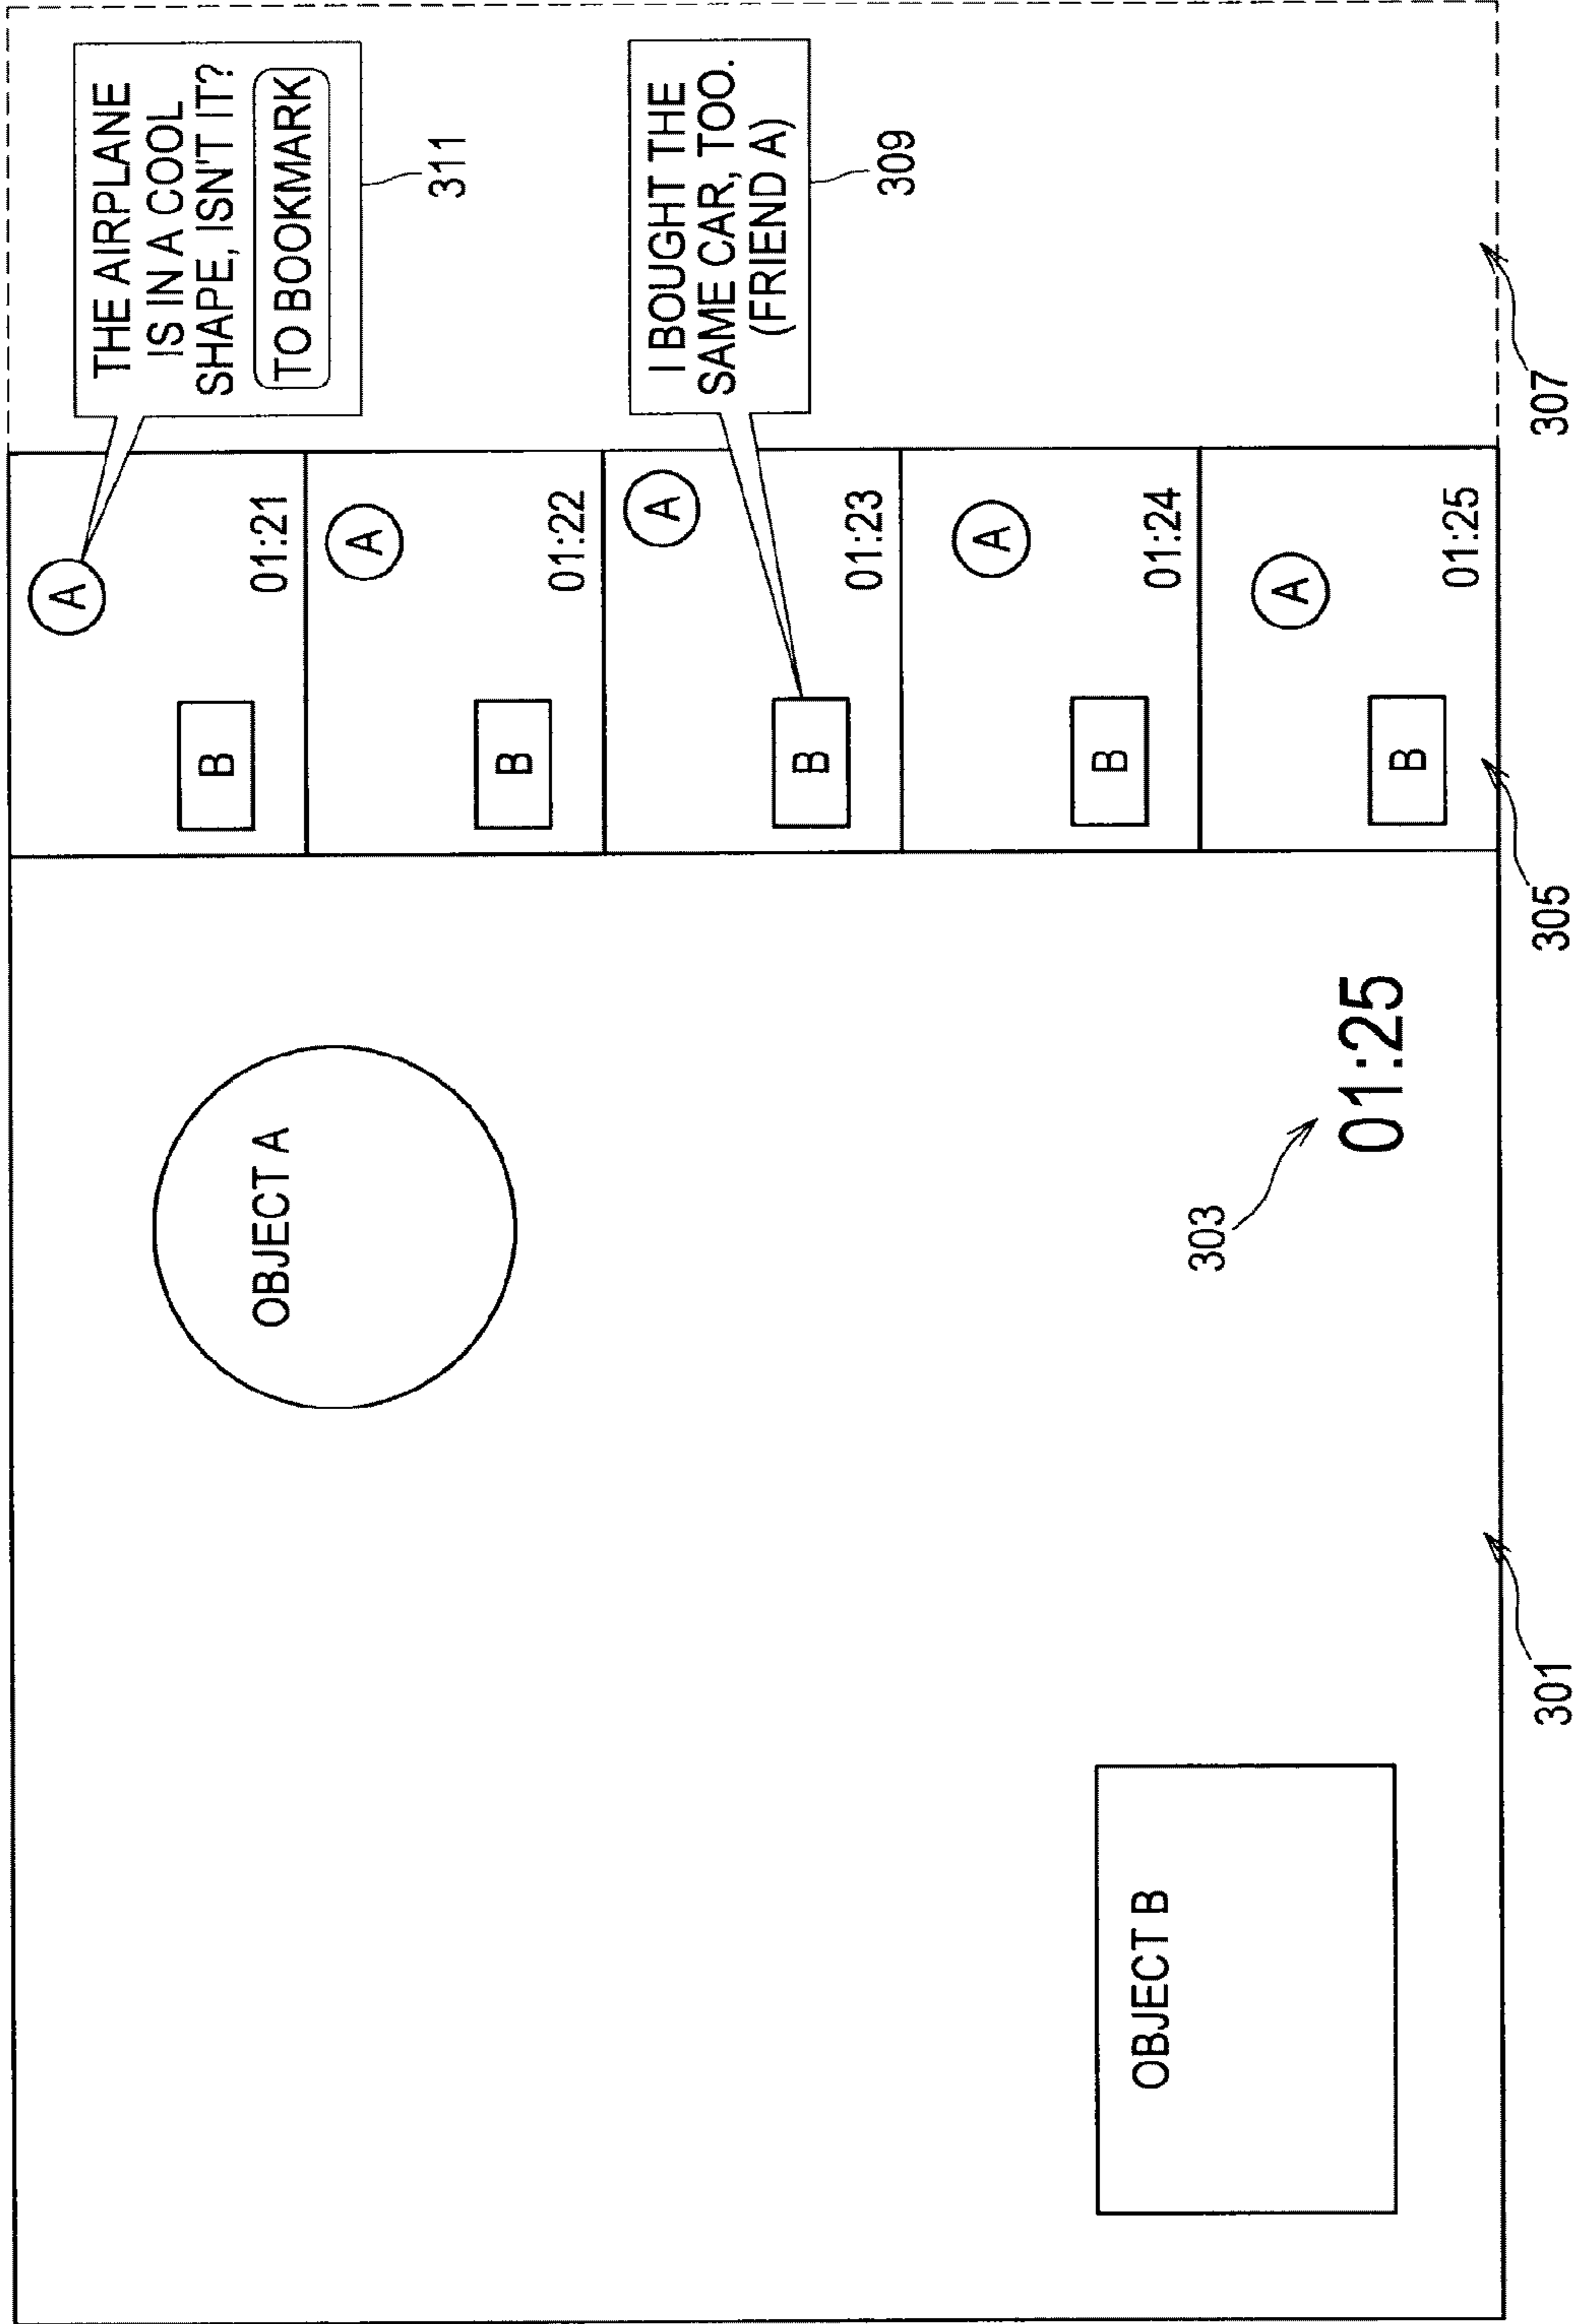 THE AIRPLANE
IS IN A COOL
SHAPE, ISN'T IT?
TO BOOKMARK
311
I BOUGHT THE
SAME CAR, TOO.
(FRIEND A)
309
307
A
B
01:21
A
B
01:22
A
B
01:23
A
B
01:24
A
B
01:25
305
OBJECT A
303
01:25
OBJECT B
301